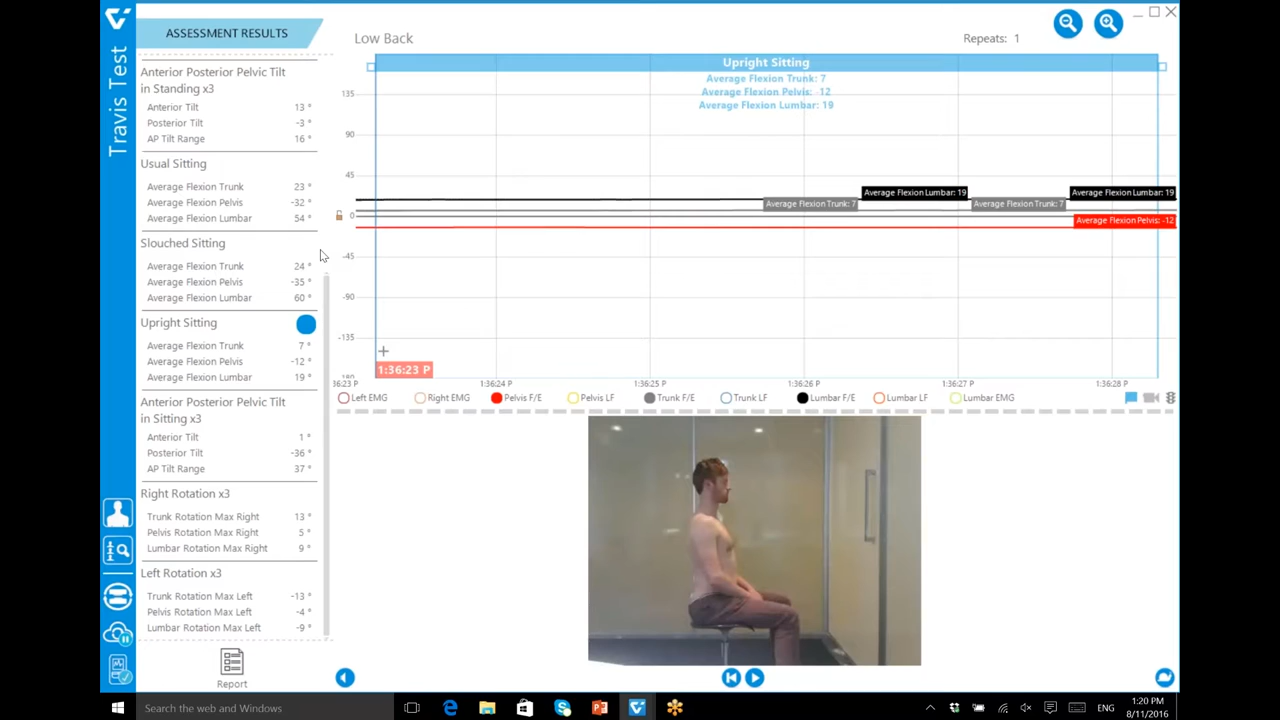 Travis Test
ASSESSMENT RESULTS
Anterior Posterior Pelvic Tilt
in Standing x3
Anterior Tilt 13 °
Posterior Tilt -3 °
AP Tilt Range 16 °
Usual Sitting
Average Flexion Trunk 23 °
Average Flexion Pelvis -32 °
Average Flexion Lumbar 54 °
Slouched Sitting
Average Flexion Trunk 24 °
Average Flexion Pelvis -35 °
Average Flexion Lumbar 60 °
Upright Sitting
Average Flexion Trunk 7 °
Average Flexion Pelvis -12 °
Average Flexion Lumbar 19 °
Anterior Posterior Pelvic Tilt
in Sitting x3
Anterior Tilt 1 °
Posterior Tilt -36 °
AP Tilt Range 37 °
Right Rotation x3
Trunk Rotation Max Right 13 °
Pelvis Rotation Max Right 5 °
Lumbar Rotation Max Right 9 °
Left Rotation x3
Trunk Rotation Max Left -13 °
Pelvis Rotation Max Left -4 °
Lumbar Rotation Max Left -9 °
Report
Low Back
Repeats: 1
Upright Sitting
Average Flexion Trunk: 7
Average Flexion Pelvis: -12
Average Flexion Lumbar: 19
135
90
45
0
-45
-90
-135
-180
Average Flexion Lumbar: 19 Average Flexion Lumbar: 19
Average Flexion Trunk: 7 Average Flexion Trunk: 7
Average Flexion Pelvis: -12
1:36:23 P
36:23 P 1:36:24 P 1:36:25 P 1:36:26 P 1:36:27 P 1:36:28 P
Left EMG Right EMG Pelvis F/E Pelvis LF Trunk F/E Trunk LF Lumbar F/E Lumbar LF Lumbar EMG
Search the web and Windows
ENG
1:20 PM
8/11/2016